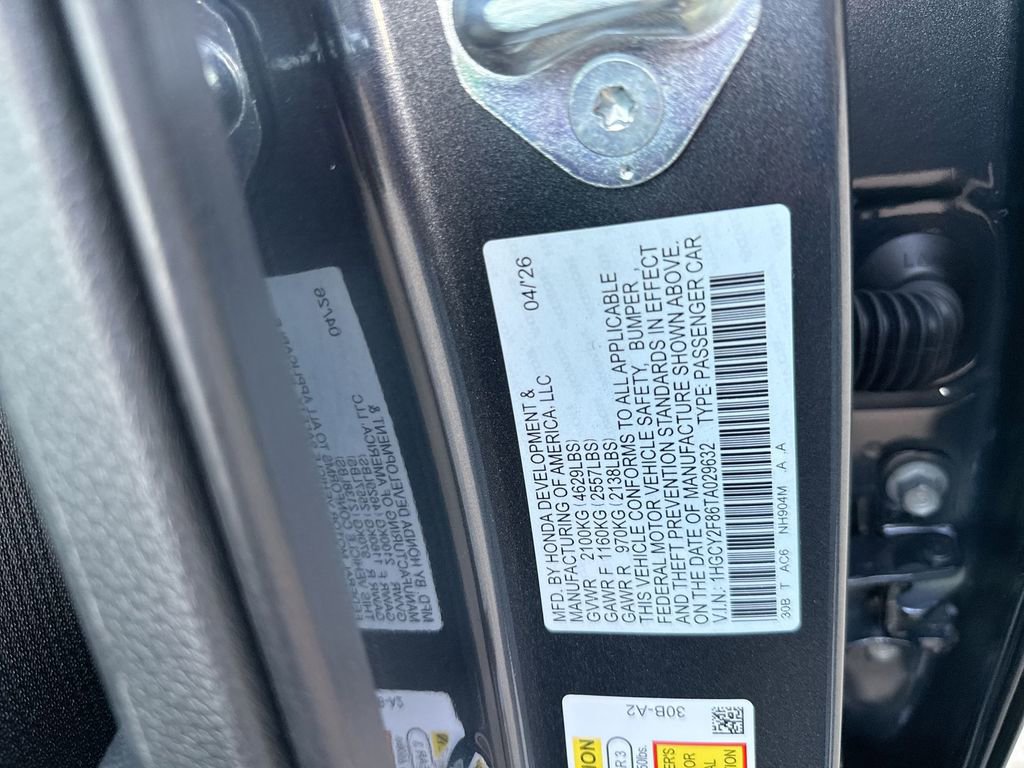 MFD. BY HONDA DEVELOPMENT &
MANUFACTURING OF AMERICA, LLC 04/'26
GVWR 2100KG (4629LBS)
GAWR F 1160KG (2557LBS)
GAWR R 970KG (2138LBS)
THIS VEHICLE CONFORMS TO ALL APPLICABLE
FEDERAL MOTOR VEHICLE SAFETY, BUMPER,
AND THEFT PREVENTION STANDARDS IN EFFECT
ON THE DATE OF MANUFACTURE SHOWN ABOVE.
V.I.N.: 1HGCY2F86TA029632 TYPE: PASSENGER CAR
30B T AC6 NH904M A A
30B-A2